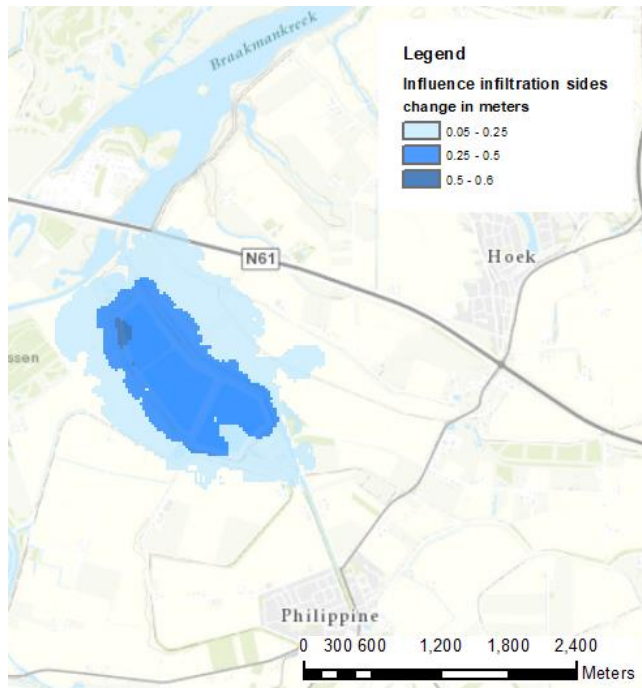 Braakmankreek
Legend
Influence infiltration sides
change in meters
0.05 - 0.25
0.25 - 0.5
0.5 - 0.6
N61
Hoek
ssen
Philippine
0 300 600 1,200 1,800 2,400
Meters